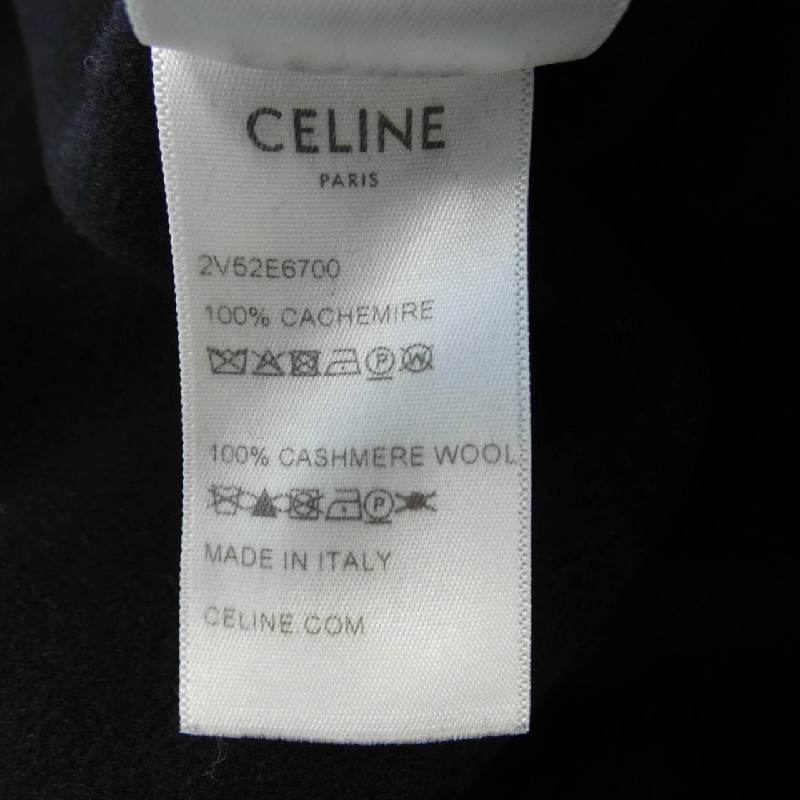 CELINE
PARIS
2V52E6700
100% CACHEMIRE
P W
100% CASHMERE WOOL
P
MADE IN ITALY
CELINE.COM